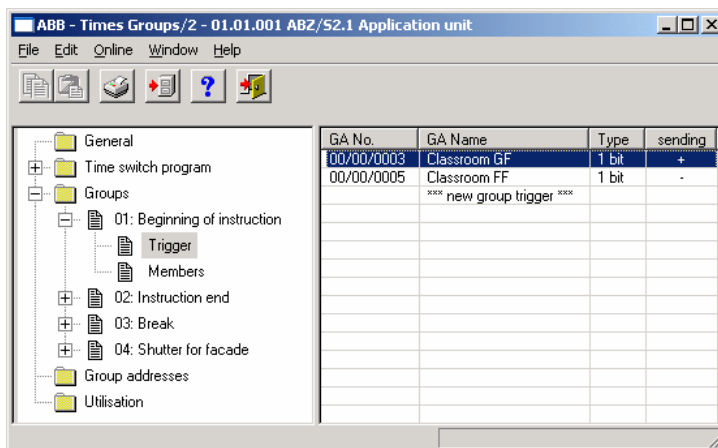 ABB - Times Groups/2 - 01.01.001 ABZ/S2.1 Application unit
File Edit Online Window Help
General
Time switch program
Groups
01: Beginning of instruction
Trigger
Members
02: Instruction end
03: Break
04: Shutter for facade
Group addresses
Utilisation
GA No. GA Name Type sending
00/00/0003 Classroom GF 1 bit +
00/00/0005 Classroom FF 1 bit -
*** new group trigger ***